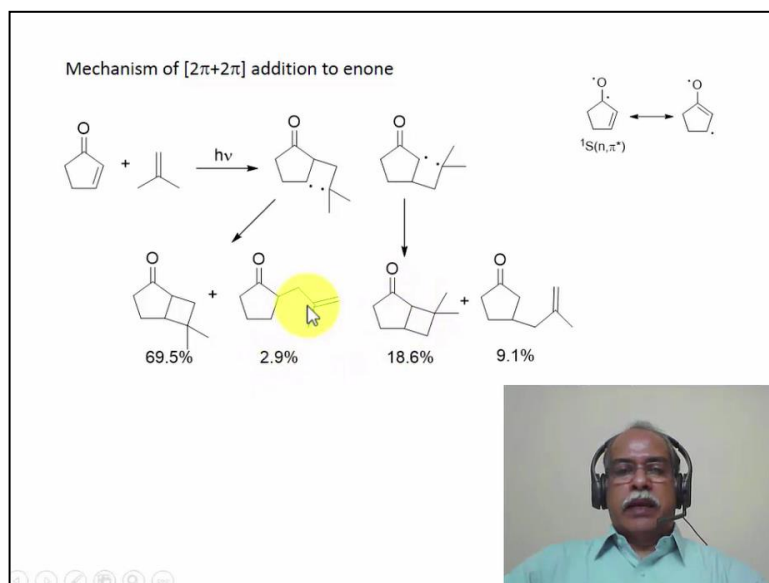 Mechanism of [2π+2π] addition to enone
•O
•O
¹S(n,π*)
O
+
hν
O
O
O
+
O
O
+
O
69.5%
2.9%
18.6%
9.1%